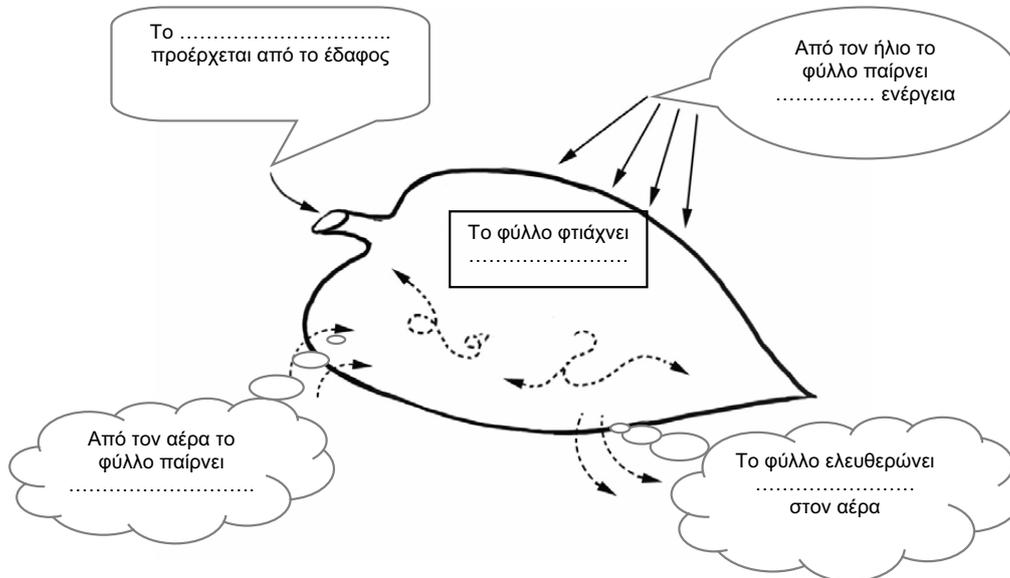 Το ................................
προέρχεται από το έδαφος
Από τον ήλιο το
φύλλο παίρνει
............... ενέργεια
Το φύλλο φτιάχνει
........................
Από τον αέρα το
φύλλο παίρνει
............................
Το φύλλο ελευθερώνει
........................
στον αέρα